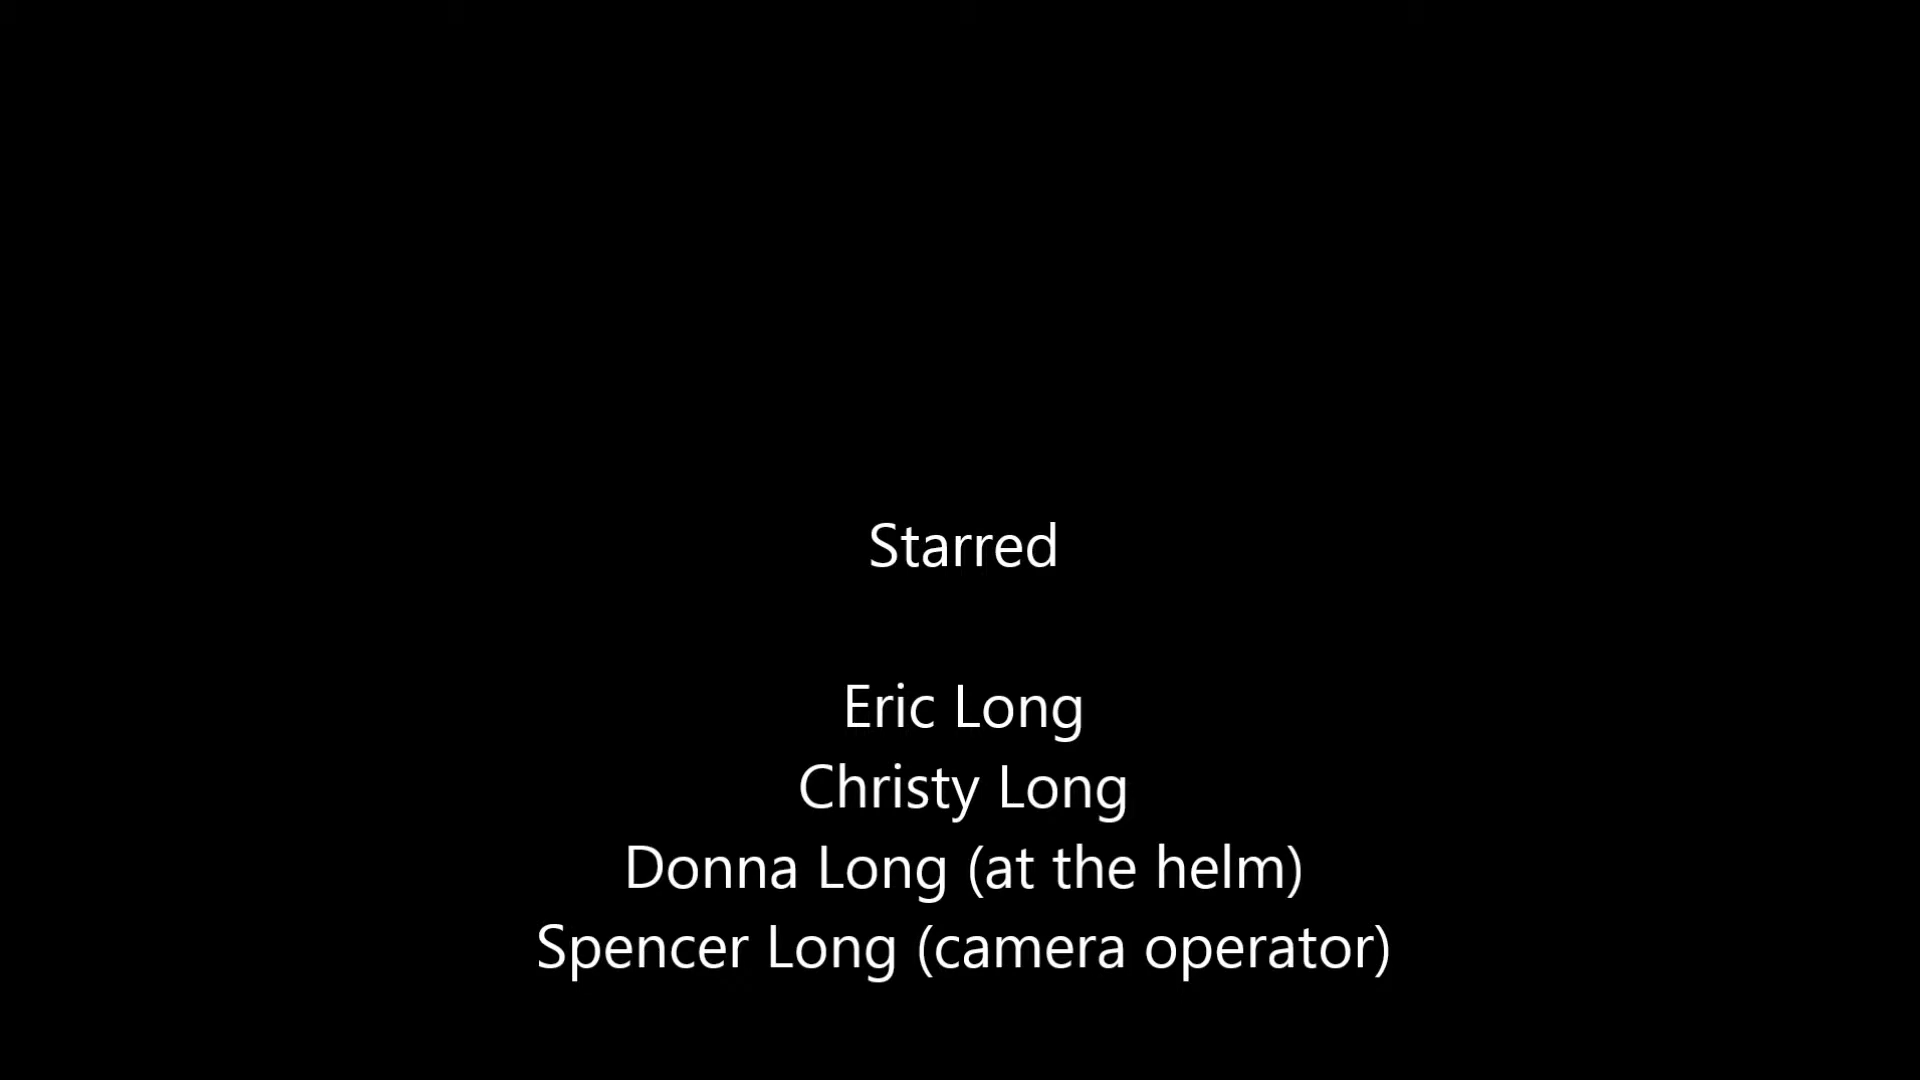 Starred
Eric Long
Christy Long
Donna Long (at the helm)
Spencer Long (camera operator)